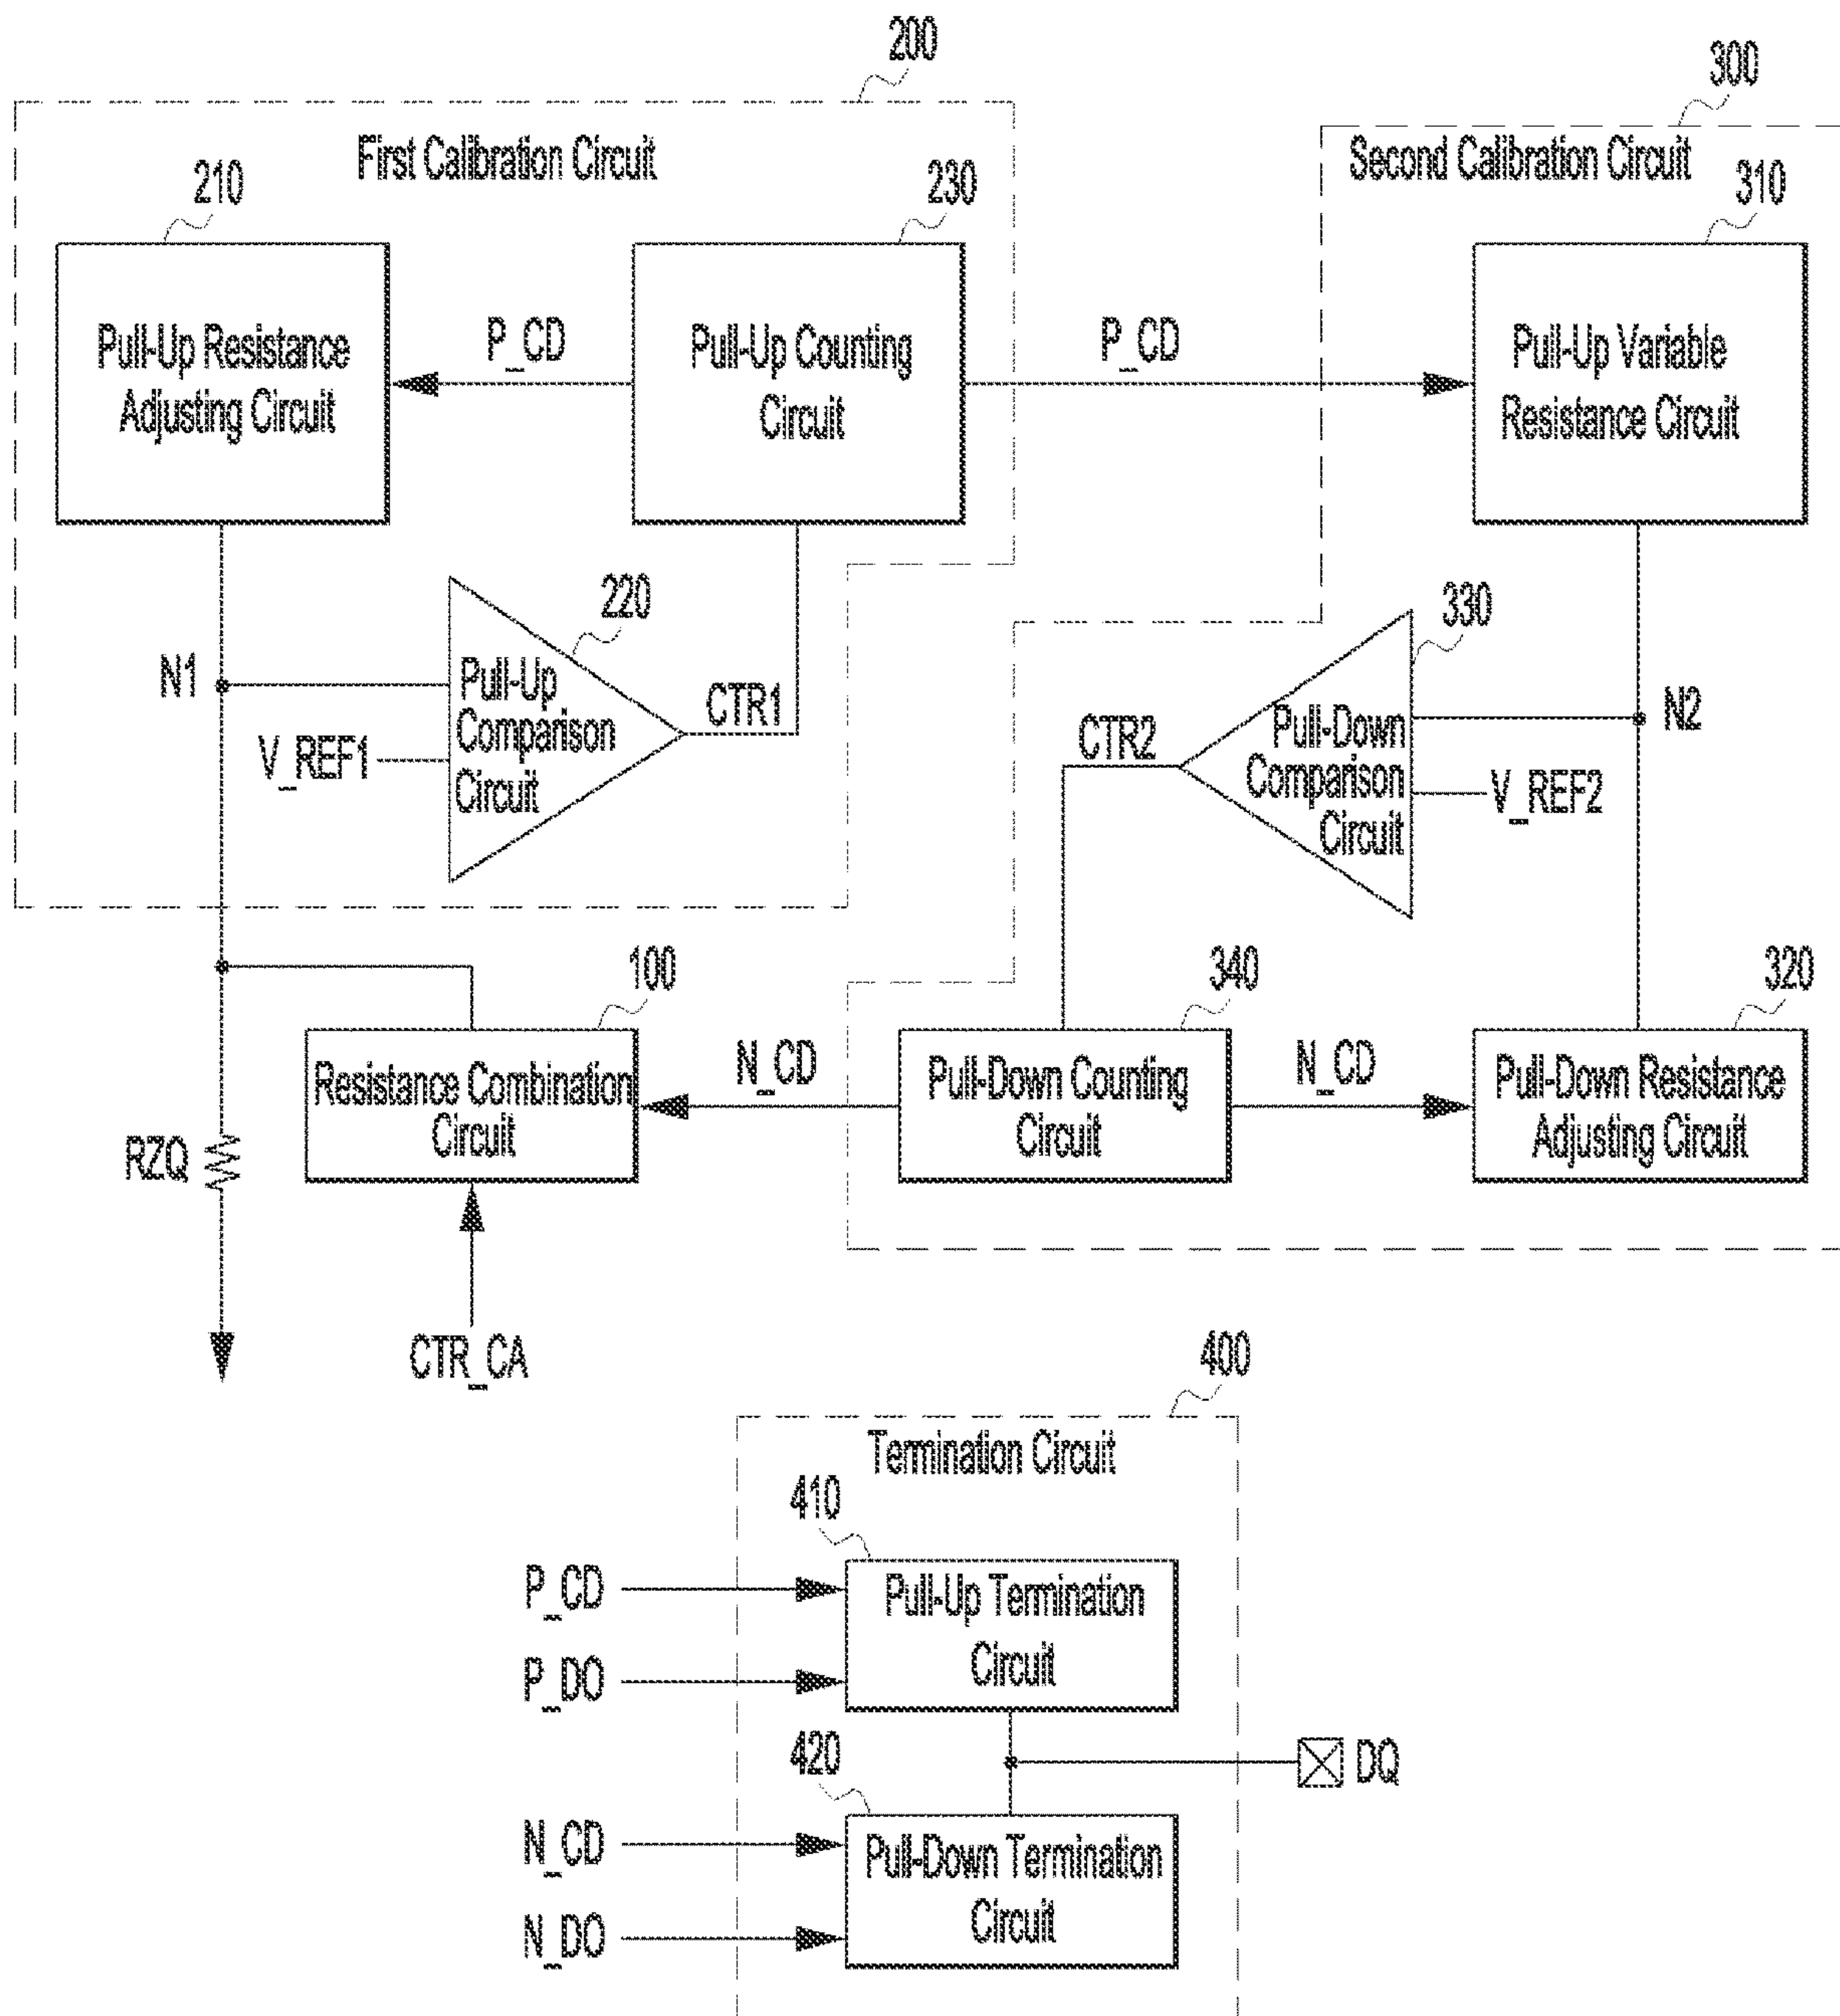 200
300
First Calibration Circuit
Second Calibration Circuit
210
230
310
Pull-Up Resistance
Adjusting Circuit
P_CD
Pull-Up Counting
Circuit
P_CD
Pull-Up Variable
Resistance Circuit
220
330
N1
Pull-Up
Comparison
Circuit
CTR1
V_REF1
CTR2
Pull-Down
Comparison
Circuit
N2
V_REF2
100
340
320
Resistance Combination
Circuit
N_CD
Pull-Down Counting
Circuit
N_CD
Pull-Down Resistance
Adjusting Circuit
RZQ
CTR_CA
400
Termination Circuit
410
P_CD
Pull-Up Termination
Circuit
P_DO
420
DQ
N_CD
Pull-Down Termination
Circuit
N_DO